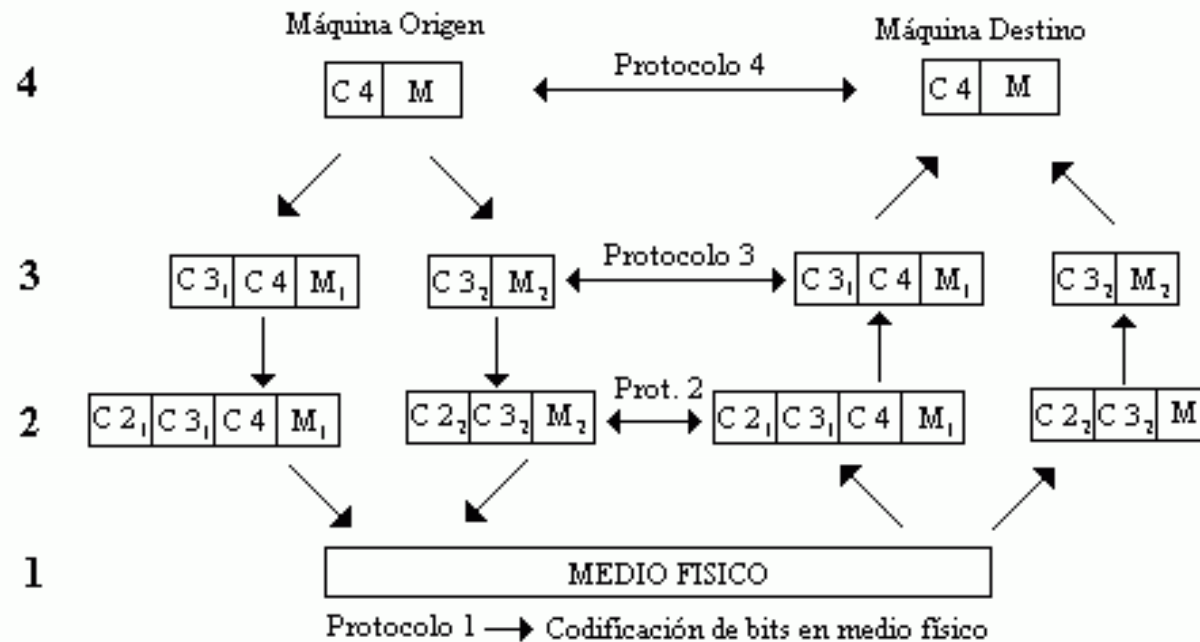 Máquina Origen Máquina Destino
4 C 4 M Protocolo 4 C 4 M
3 C 3₁ C 4 M₁ C 3₂ M₂ Protocolo 3 C 3₁ C 4 M₁ C 3₂ M₂
2 C 2₁ C 3₁ C 4 M₁ C 2₂ C 3₂ M₂ Prot. 2 C 2₁ C 3₁ C 4 M₁ C 2₂ C 3₂ M
1 MEDIO FISICO
Protocolo 1 → Codificación de bits en medio físico